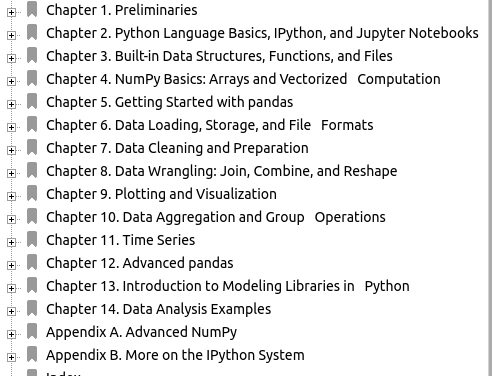 Chapter 1. Preliminaries
Chapter 2. Python Language Basics, IPython, and Jupyter Notebooks
Chapter 3. Built-in Data Structures, Functions, and Files
Chapter 4. NumPy Basics: Arrays and Vectorized Computation
Chapter 5. Getting Started with pandas
Chapter 6. Data Loading, Storage, and File Formats
Chapter 7. Data Cleaning and Preparation
Chapter 8. Data Wrangling: Join, Combine, and Reshape
Chapter 9. Plotting and Visualization
Chapter 10. Data Aggregation and Group Operations
Chapter 11. Time Series
Chapter 12. Advanced pandas
Chapter 13. Introduction to Modeling Libraries in Python
Chapter 14. Data Analysis Examples
Appendix A. Advanced NumPy
Appendix B. More on the IPython System